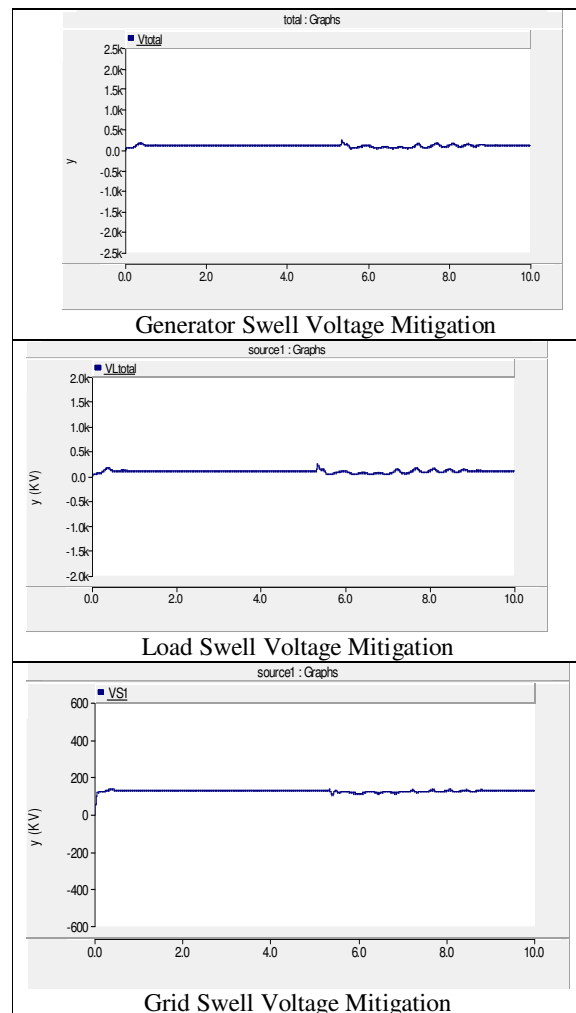 total : Graphs
Vtotal
2.5k
2.0k
1.5k
1.0k
0.5k
0.0
-0.5k
-1.0k
-1.5k
-2.0k
-2.5k
y
0.0 2.0 4.0 6.0 8.0 10.0
Generator Swell Voltage Mitigation
source1 : Graphs
VLtotal
2.0k
1.5k
1.0k
0.5k
0.0
-0.5k
-1.0k
-1.5k
-2.0k
y (KV)
0.0 2.0 4.0 6.0 8.0 10.0
Load Swell Voltage Mitigation
source1 : Graphs
VS1
600
400
200
0
-200
-400
-600
y (KV)
0.0 2.0 4.0 6.0 8.0 10.0
Grid Swell Voltage Mitigation